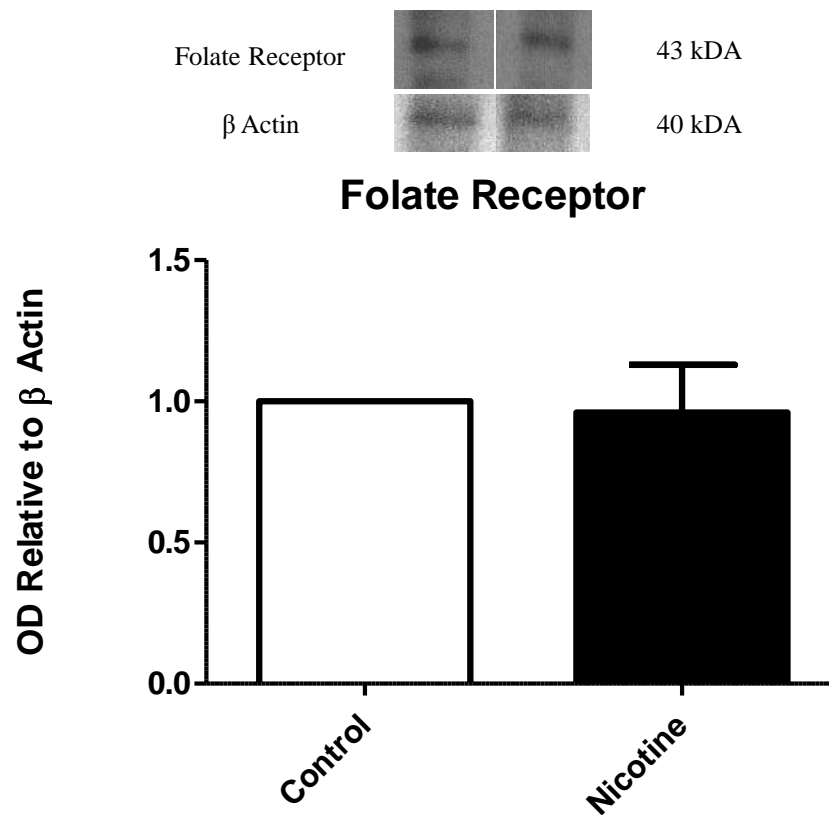 Folate Receptor 43 kDA
β Actin 40 kDA
Folate Receptor
OD Relative to β Actin
1.5
1.0
0.5
0.0
Control
Nicotine